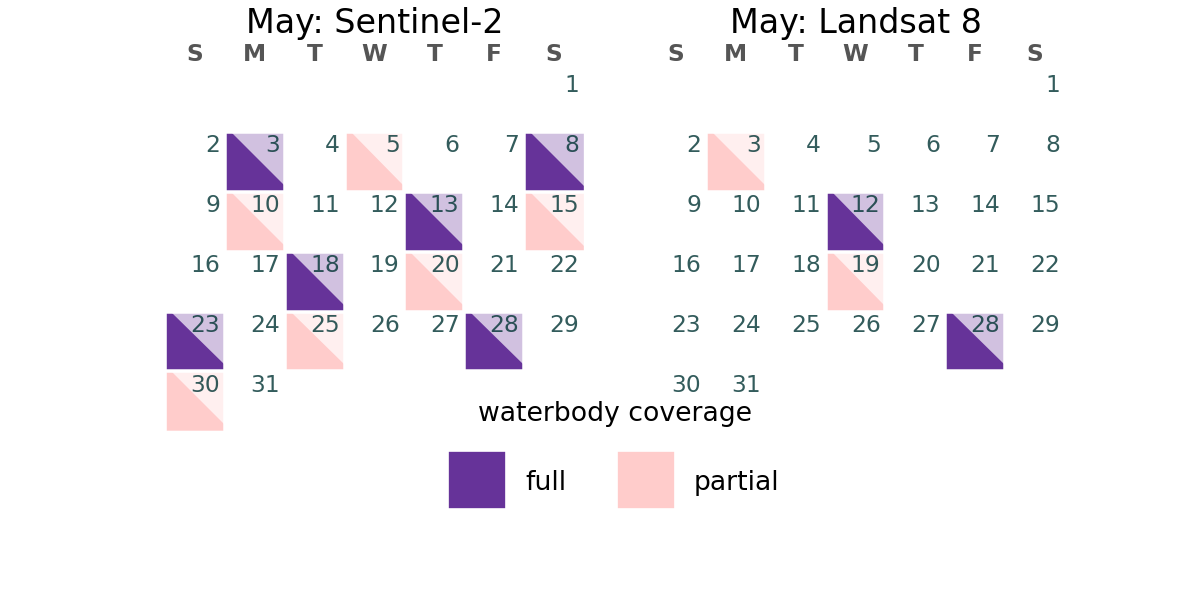 May: Sentinel-2
S M T W T F S
1
2 3 4 5 6 7 8
9 10 11 12 13 14 15
16 17 18 19 20 21 22
23 24 25 26 27 28 29
30 31
May: Landsat 8
S M T W T F S
1
2 3 4 5 6 7 8
9 10 11 12 13 14 15
16 17 18 19 20 21 22
23 24 25 26 27 28 29
30 31
waterbody coverage
full partial